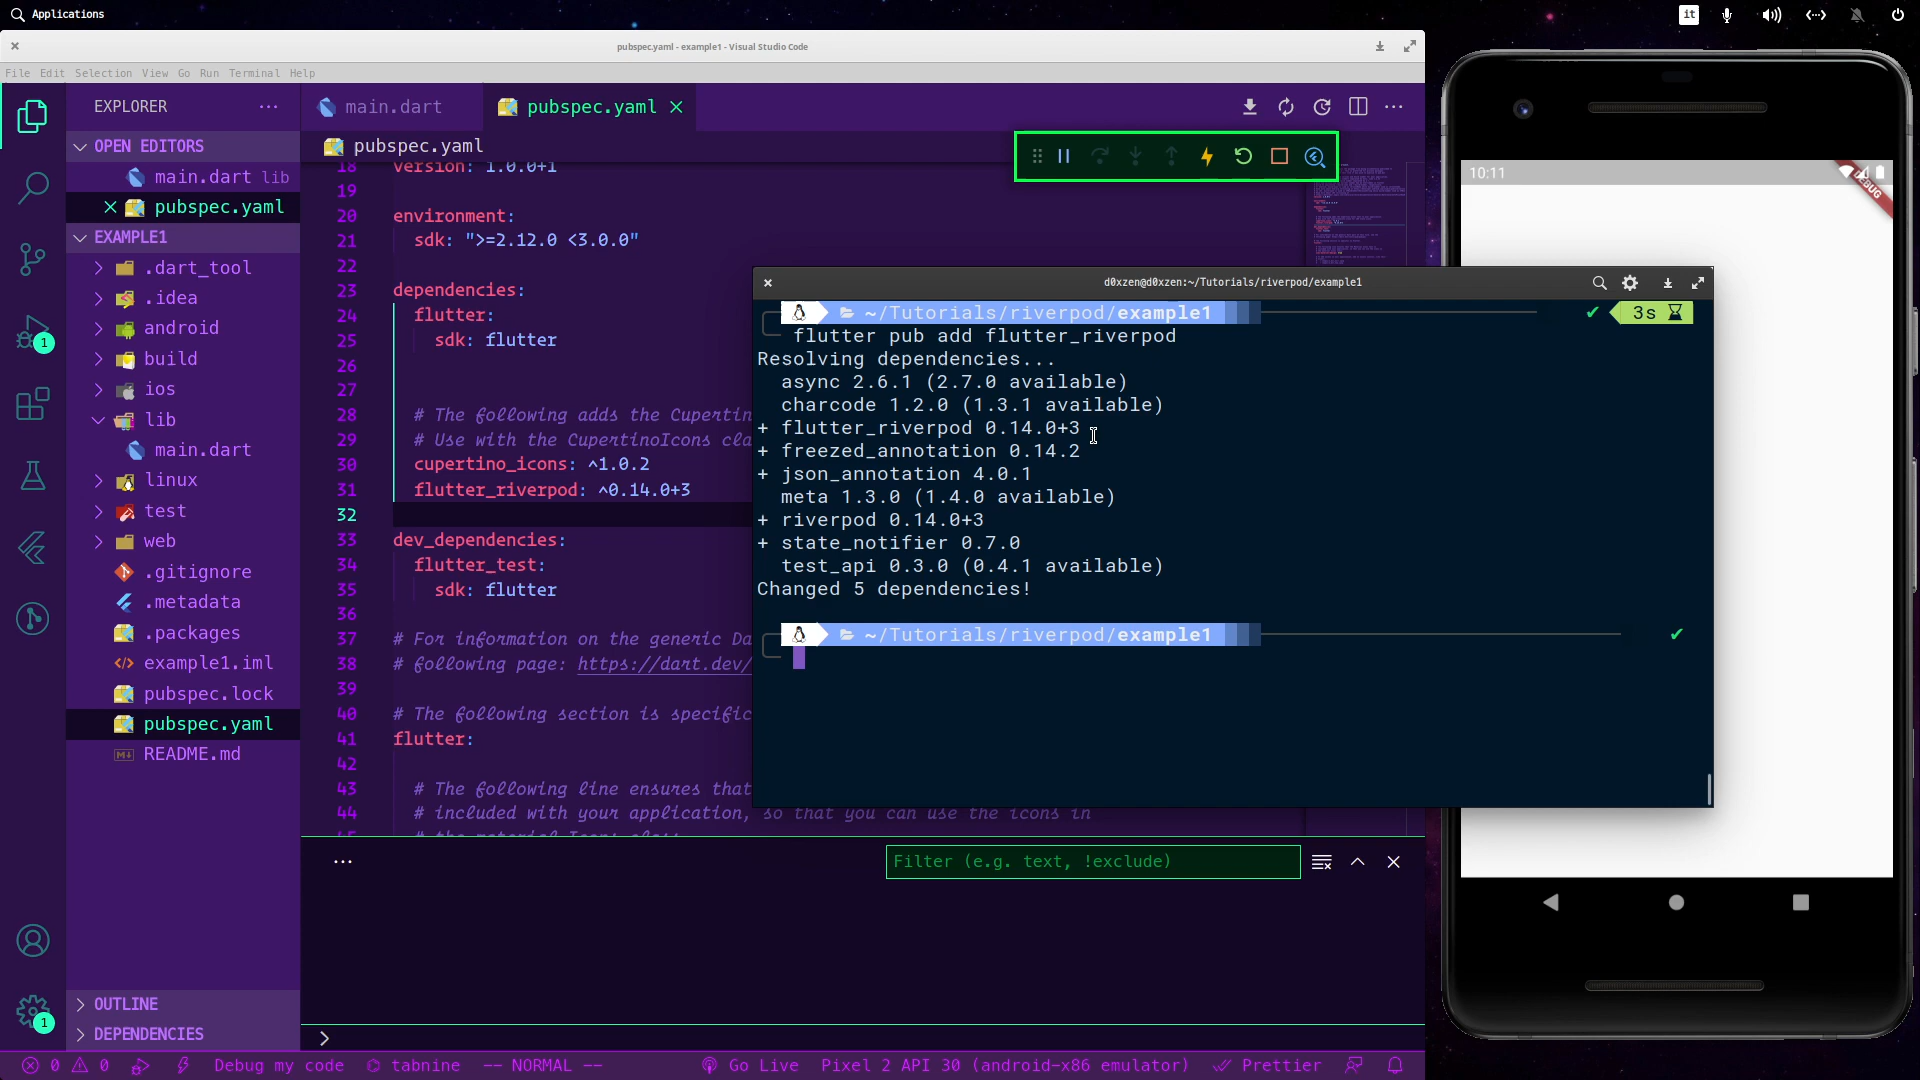 Applications
it
pubspec.yaml - example1 - Visual Studio Code
File Edit Selection View Go Run Terminal Help
EXPLORER
main.dart
pubspec.yaml
OPEN EDITORS
main.dart lib
pubspec.yaml
EXAMPLE1
.dart_tool
.idea
android
build
ios
lib
main.dart
linux
test
web
.gitignore
.metadata
.packages
example1.iml
pubspec.lock
pubspec.yaml
README.md
OUTLINE
DEPENDENCIES
1
1
pubspec.yaml
18 version: 1.0.0+1
19
20 environment:
21 sdk: ">=2.12.0 <3.0.0"
22
23 dependencies:
24 flutter:
25 sdk: flutter
26
27
28 # The following adds the Cupertin
29 # Use with the CupertinoIcons cla
30 cupertino_icons: ^1.0.2
31 flutter_riverpod: ^0.14.0+3
32
33 dev_dependencies:
34 flutter_test:
35 sdk: flutter
36
37 # For information on the generic Da
38 # following page: https://dart.dev/
39
40 # The following section is specific
41 flutter:
42
43 # The following line ensures that
44 # included with your application, so that you can use the icons in
45 # the material Icons class.
d0xzen@d0xzen:~/Tutorials/riverpod/example1
~/Tutorials/riverpod/example1
3s
flutter pub add flutter_riverpod
Resolving dependencies...
async 2.6.1 (2.7.0 available)
charcode 1.2.0 (1.3.1 available)
+ flutter_riverpod 0.14.0+3
+ freezed_annotation 0.14.2
+ json_annotation 4.0.1
meta 1.3.0 (1.4.0 available)
+ riverpod 0.14.0+3
+ state_notifier 0.7.0
test_api 0.3.0 (0.4.1 available)
Changed 5 dependencies!
~/Tutorials/riverpod/example1
Filter (e.g. text, !exclude)
0 0 Debug my code tabnine -- NORMAL -- Go Live Pixel 2 API 30 (android-x86 emulator) Prettier
10:11
DEBUG